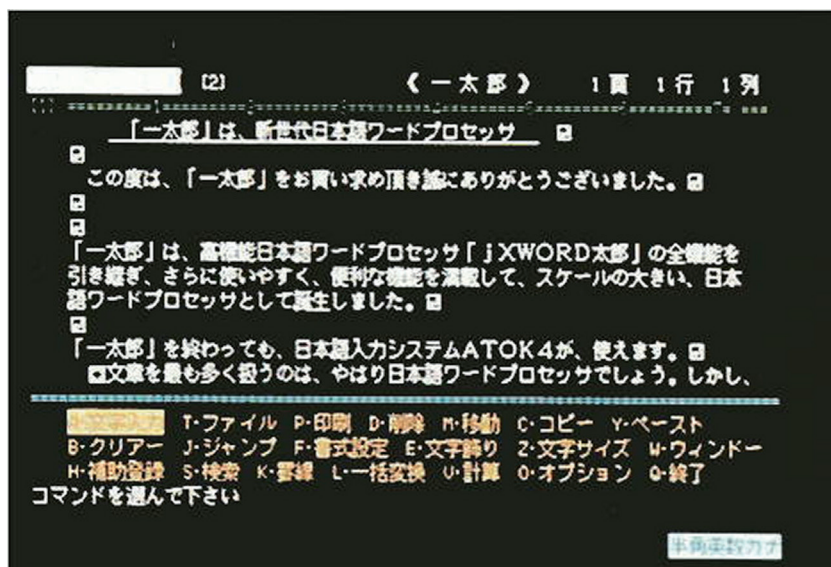 [2] 《一太郎》 1頁 1行 1列
「一太郎」は、新世代日本語ワードプロセッサ
この度は、「一太郎」をお買い求め頂き誠にありがとうございました。
「一太郎」は、高機能日本語ワードプロセッサ「jXWORD太郎」の全機能を
引き継ぎ、さらに使いやすく、便利な機能を満載して、スケールの大きい、日本
語ワードプロセッサとして誕生しました。
「一太郎」を終わっても、日本語入力システムATOK4が、使えます。
文章を最も多く扱うのは、やはり日本語ワードプロセッサでしょう。しかし、
文字入力 T・ファイル P・印刷 D・削除 M・移動 C・コピー Y・ペースト
B・クリアー J・ジャンプ F・書式設定 E・文字飾り Z・文字サイズ W・ウィンドー
H・補助登録 S・検索 K・罫線 L・一括変換 U・計算 O・オプション Q・終了
コマンドを選んで下さい
半角英数カナ